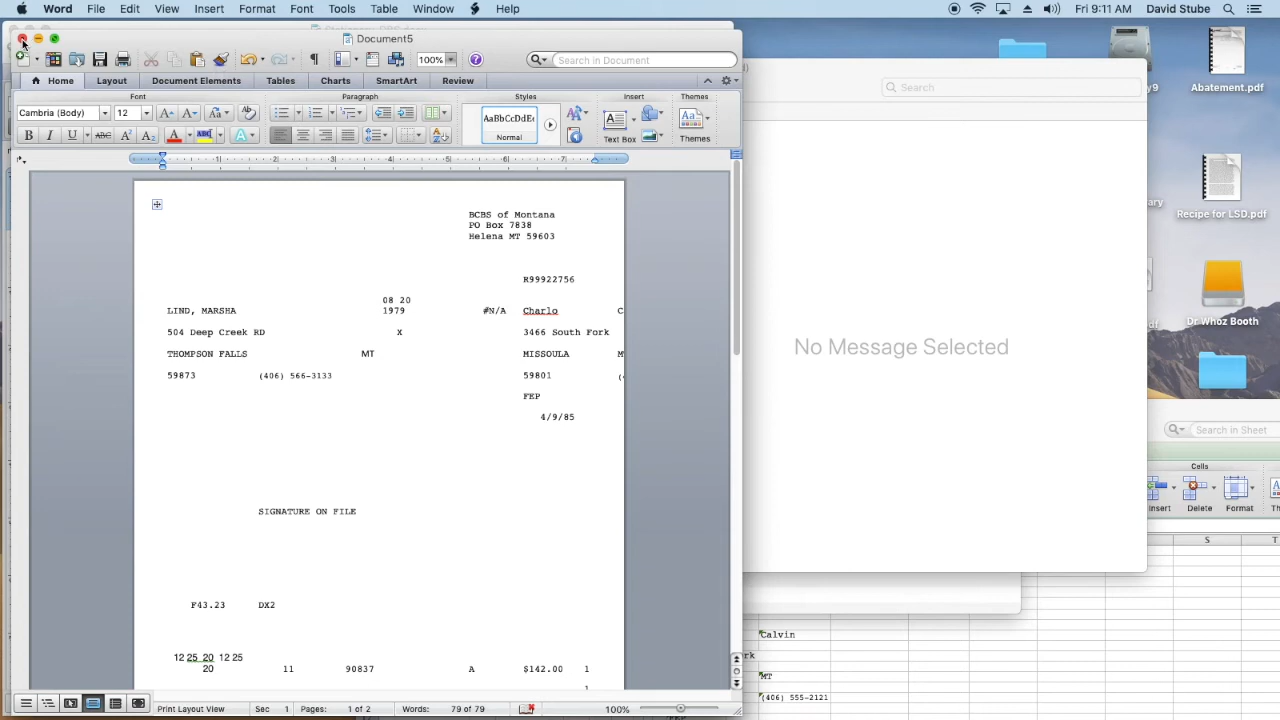 Word File Edit View Insert Format Font Tools Table Window Help Fri 9:11 AM David Stube
Document5
100% Search in Document
Home Layout Document Elements Tables Charts SmartArt Review
Font Paragraph Styles Insert Themes
Cambria (Body) 12
AaBbCcDdEe
Normal Text Box Themes
BCBS of Montana
PO Box 7838
Helena MT 59603
R99922756
08 20
LIND, MARSHA 1979 #N/A Charlo C
504 Deep Creek RD X 3466 South Fork
THOMPSON FALLS MT MISSOULA
59873 (406) 566-3133 59801
FEP
4/9/85
SIGNATURE ON FILE
F43.23 DX2
12 25 20 12 25
20 11 90837 A $142.00 1
1
Print Layout View Sec 1 Pages: 1 of 2 Words: 79 of 79 100%
Search
No Message Selected
Abatement.pdf
Recipe for LSD.pdf
Dr Whoz Booth
Search in Sheet
Cells
Insert Delete Format
S T
Calvin
rk
MT
(406) 555-2121